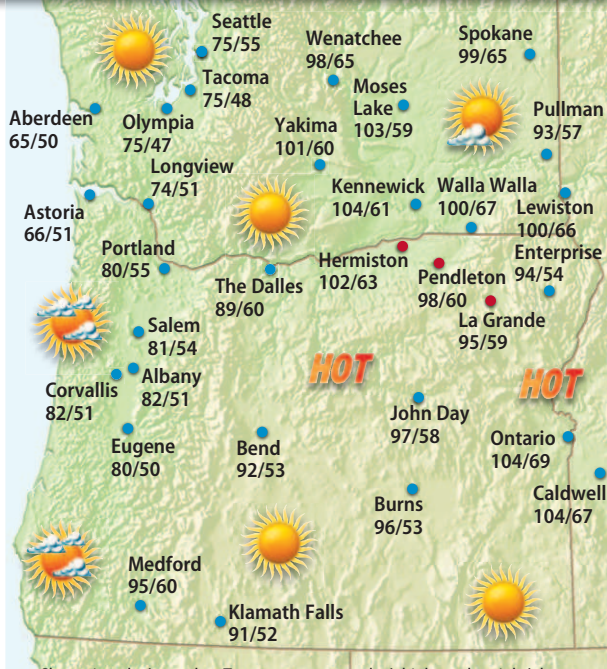 Seattle
75/55
Wenatchee
98/65
Spokane
99/65
Tacoma
75/48
Moses
Lake
103/59
Aberdeen
65/50
Olympia
75/47
Yakima
101/60
Pullman
93/57
Longview
74/51
Kennewick
104/61
Walla Walla
100/67
Lewiston
100/66
Astoria
66/51
Portland
80/55
The Dalles
89/60
Hermiston
102/63
Pendleton
98/60
Enterprise
94/54
La Grande
95/59
Salem
81/54
HOT
HOT
Corvallis
82/51
Albany
82/51
John Day
97/58
Eugene
80/50
Bend
92/53
Ontario
104/69
Burns
96/53
Caldwell
104/67
Medford
95/60
Klamath Falls
91/52